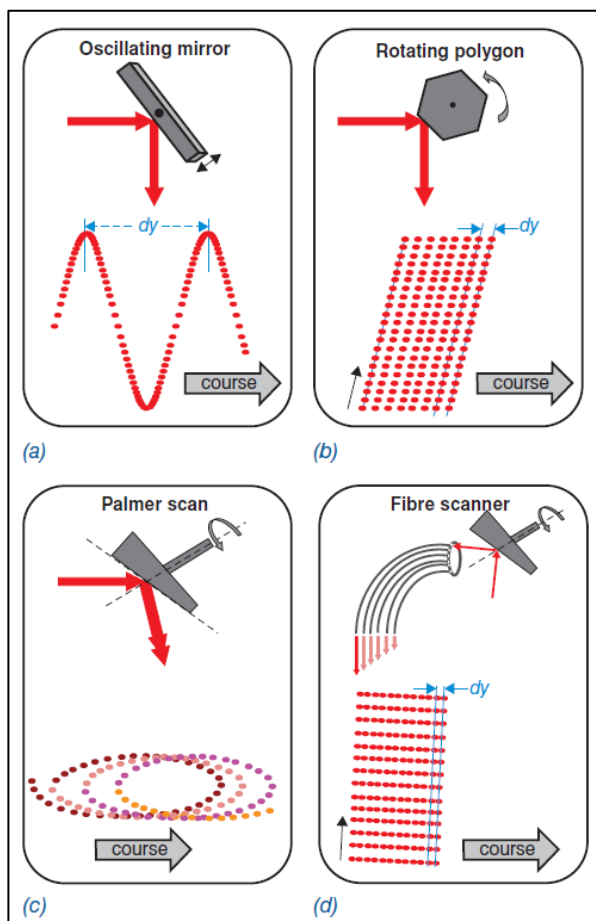 Oscillating mirror
dy
course
(a)
Rotating polygon
dy
course
(b)
Palmer scan
course
(c)
Fibre scanner
dy
course
(d)